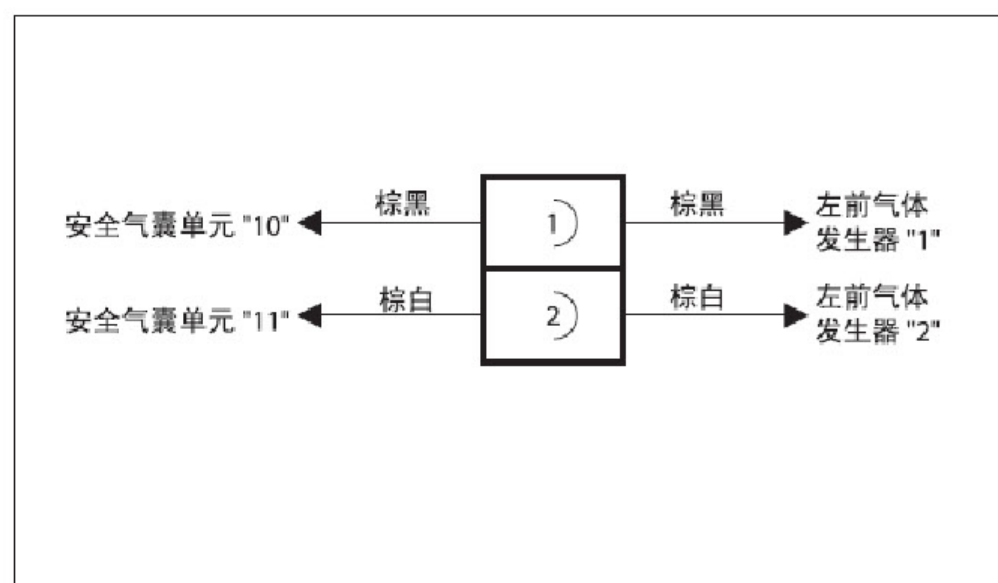 安全气囊单元 "10"
棕黑
1
棕黑
左前气体
发生器 "1"
安全气囊单元 "11"
棕白
2
棕白
左前气体
发生器 "2"